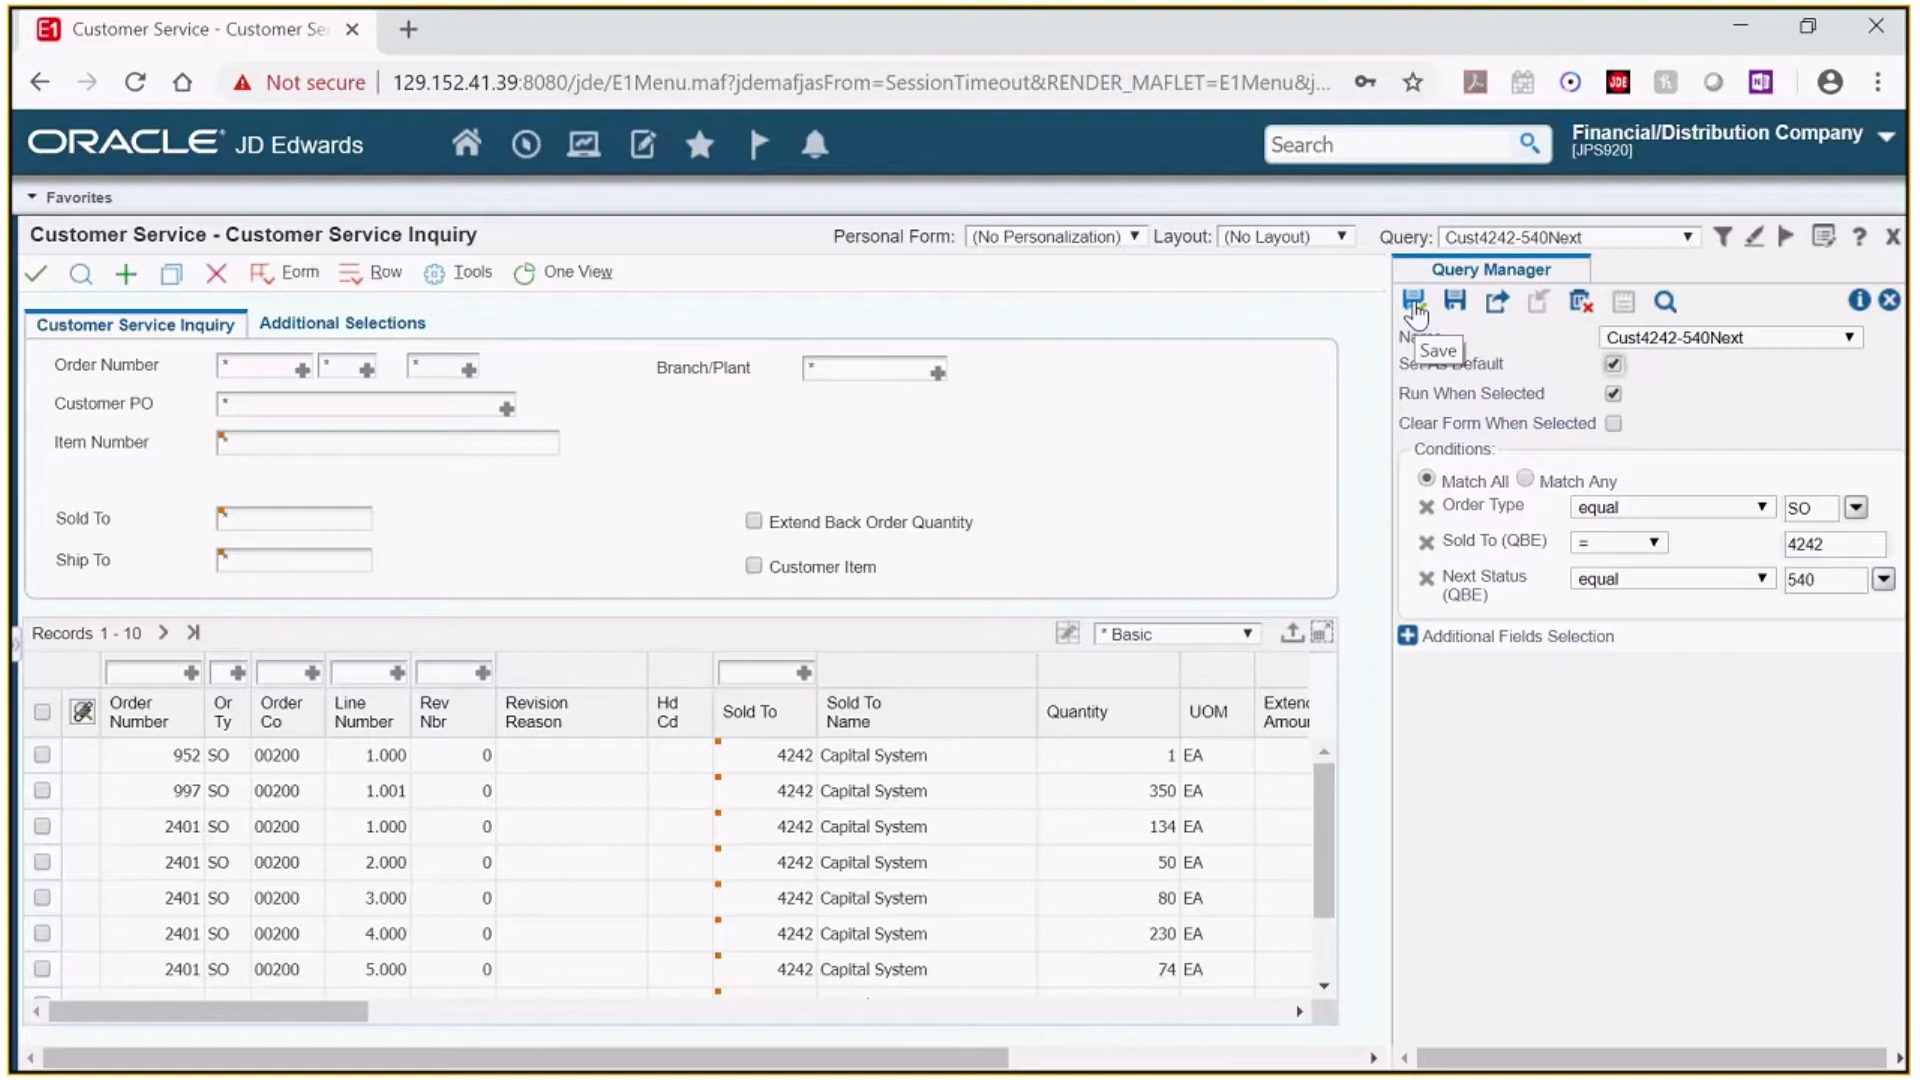 E1 Customer Service - Customer Se
Not secure 129.152.41.39:8080/jde/E1Menu.maf?jdemafjasFrom=SessionTimeout&RENDER_MAFLET=E1Menu&j...
JDE
ORACLE JD Edwards
Search
Financial/Distribution Company
[JPS920]
Favorites
Customer Service - Customer Service Inquiry
Personal Form: (No Personalization) Layout: (No Layout) Query: Cust4242-540Next
Form Row Tools One View
Query Manager
Customer Service Inquiry Additional Selections
Order Number * * *
Branch/Plant *
Customer PO *
Item Number *
Sold To *
Extend Back Order Quantity
Ship To *
Customer Item
Save
Cust4242-540Next
Run When Selected
Clear Form When Selected
Conditions:
Match All Match Any
Order Type equal SO
Sold To (QBE) = 4242
Next Status (QBE) equal 540
Additional Fields Selection
Records 1 - 10
* Basic
Order Number Or Ty Order Co Line Number Rev Nbr Revision Reason Hd Cd Sold To Sold To Name Quantity UOM
952 SO 00200 1.000 0 4242 Capital System 1 EA
997 SO 00200 1.001 0 4242 Capital System 350 EA
2401 SO 00200 1.000 0 4242 Capital System 134 EA
2401 SO 00200 2.000 0 4242 Capital System 50 EA
2401 SO 00200 3.000 0 4242 Capital System 80 EA
2401 SO 00200 4.000 0 4242 Capital System 230 EA
2401 SO 00200 5.000 0 4242 Capital System 74 EA